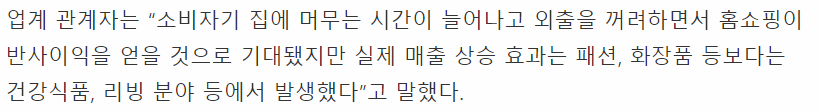 업계 관계자는 “소비자기 집에 머무는 시간이 늘어나고 외출을 꺼려하면서 홈쇼핑이
반사이익을 얻을 것으로 기대됐지만 실제 매출 상승 효과는 패션, 화장품 등보다는
건강식품, 리빙 분야 등에서 발생했다”고 말했다.